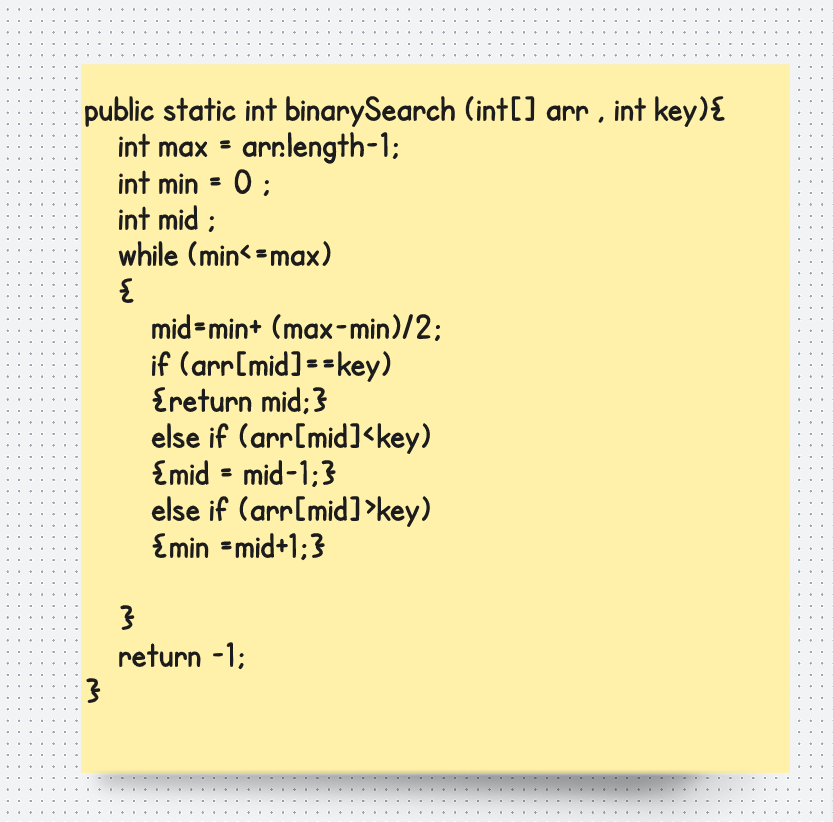 public static int binarySearch (int[] arr , int key){
int max = arr.length-1;
int min = 0 ;
int mid ;
while (min<=max)
{
mid=min+ (max-min)/2;
if (arr[mid]==key)
{return mid;}
else if (arr[mid]<key)
{mid = mid-1;}
else if (arr[mid]>key)
{min =mid+1;}
}
return -1;
}